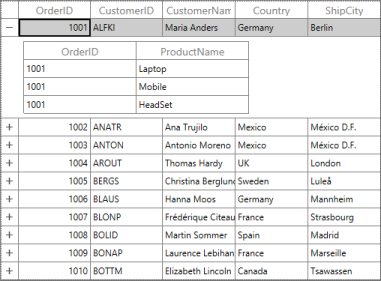 OrderID CustomerID CustomerNam Country ShipCity
1001 ALFKI Maria Anders Germany Berlin
OrderID ProductName
1001 Laptop
1001 Mobile
1001 HeadSet
1002 ANATR Ana Trujilo Mexico México D.F.
1003 ANTON Antonio Moreno Mexico México D.F.
1004 AROUT Thomas Hardy UK London
1005 BERGS Christina Berglund Sweden Luleå
1006 BLAUS Hanna Moos Germany Mannheim
1007 BLONP Frédérique Citeau France Strasbourg
1008 BOLID Martin Sommer Spain Madrid
1009 BONAP Laurence Lebihan France Marseille
1010 BOTTM Elizabeth Lincoln Canada Tsawassen